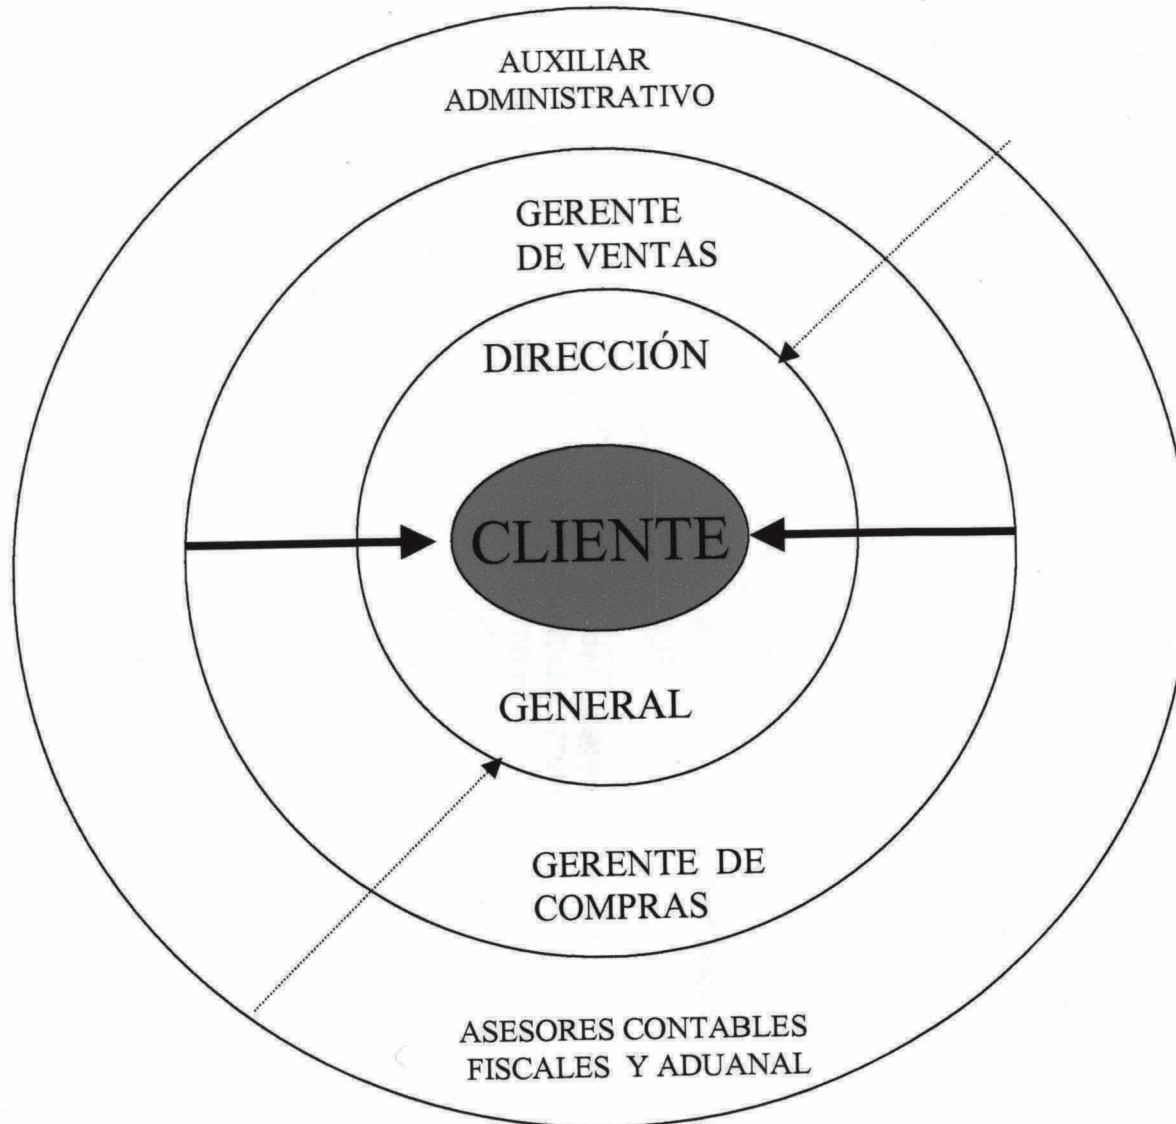 AUXILIAR
ADMINISTRATIVO
GERENTE
DE VENTAS
DIRECCIÓN
CLIENTE
GENERAL
GERENTE DE
COMPRAS
ASESORES CONTABLES
FISCALES Y ADUANAL